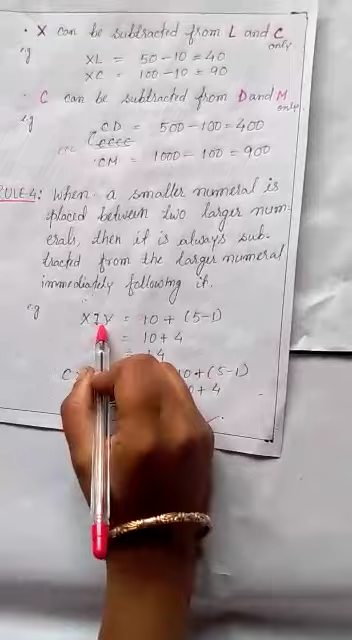 • X can be subtracted from L and C only.
eg
XL = 50-10 = 40
XC = 100-10 = 90
• C can be subtracted from D and M only.
eg
CD = 500-100 = 400
CM = 1000-100 = 900
RULE4: When a smaller numeral is
placed between two larger num-
erals, then it is always sub-
tracted from the larger numeral
immediately following it.
eg
XIV = 10 + (5-1)
= 10 + 4
= 14
10 + (5-1)
+ 4